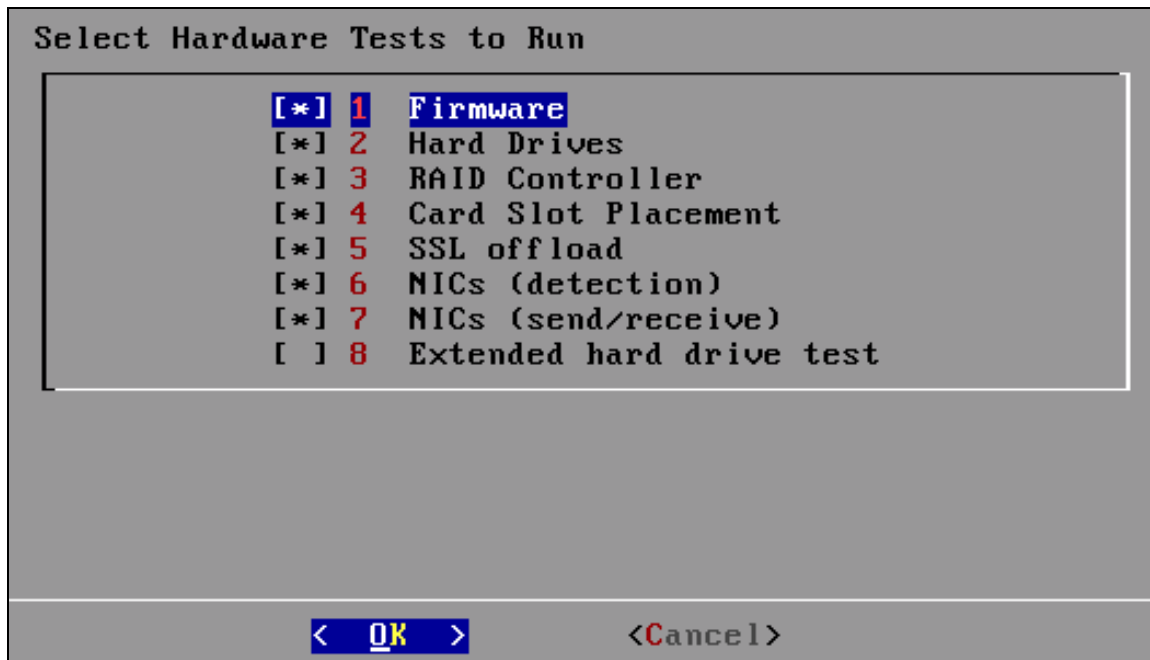 Select Hardware Tests to Run
[*] 1 Firmware
[*] 2 Hard Drives
[*] 3 RAID Controller
[*] 4 Card Slot Placement
[*] 5 SSL offload
[*] 6 NICs (detection)
[*] 7 NICs (send/receive)
[ ] 8 Extended hard drive test
< OK > <Cancel>